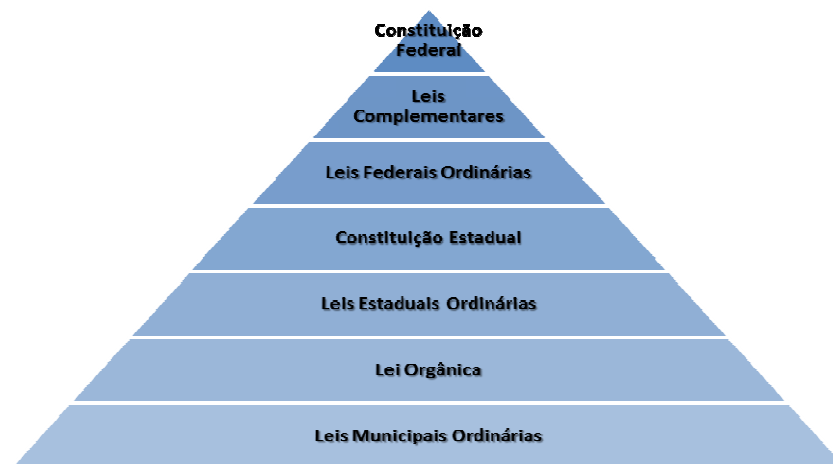 Constituição
Federal
Leis
Complementares
Leis Federais Ordinárias
Constituição Estadual
Leis Estaduais Ordinárias
Lei Orgânica
Leis Municipais Ordinárias